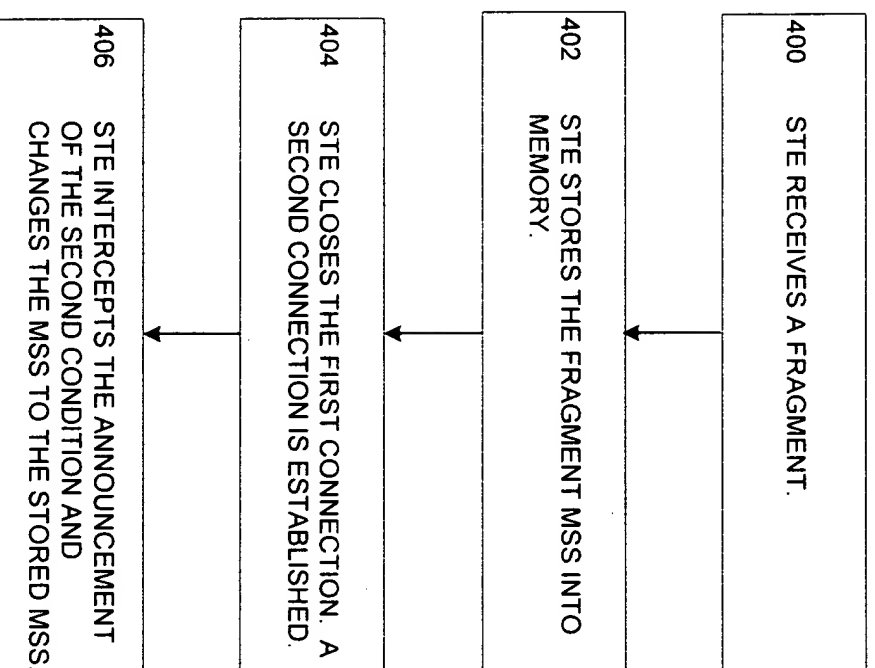 400 STE RECEIVES A FRAGMENT.
402 STE STORES THE FRAGMENT MSS INTO
MEMORY.
404 STE CLOSES THE FIRST CONNECTION. A
SECOND CONNECTION IS ESTABLISHED.
406 STE INTERCEPTS THE ANNOUNCEMENT
OF THE SECOND CONDITION AND
CHANGES THE MSS TO THE STORED MSS.